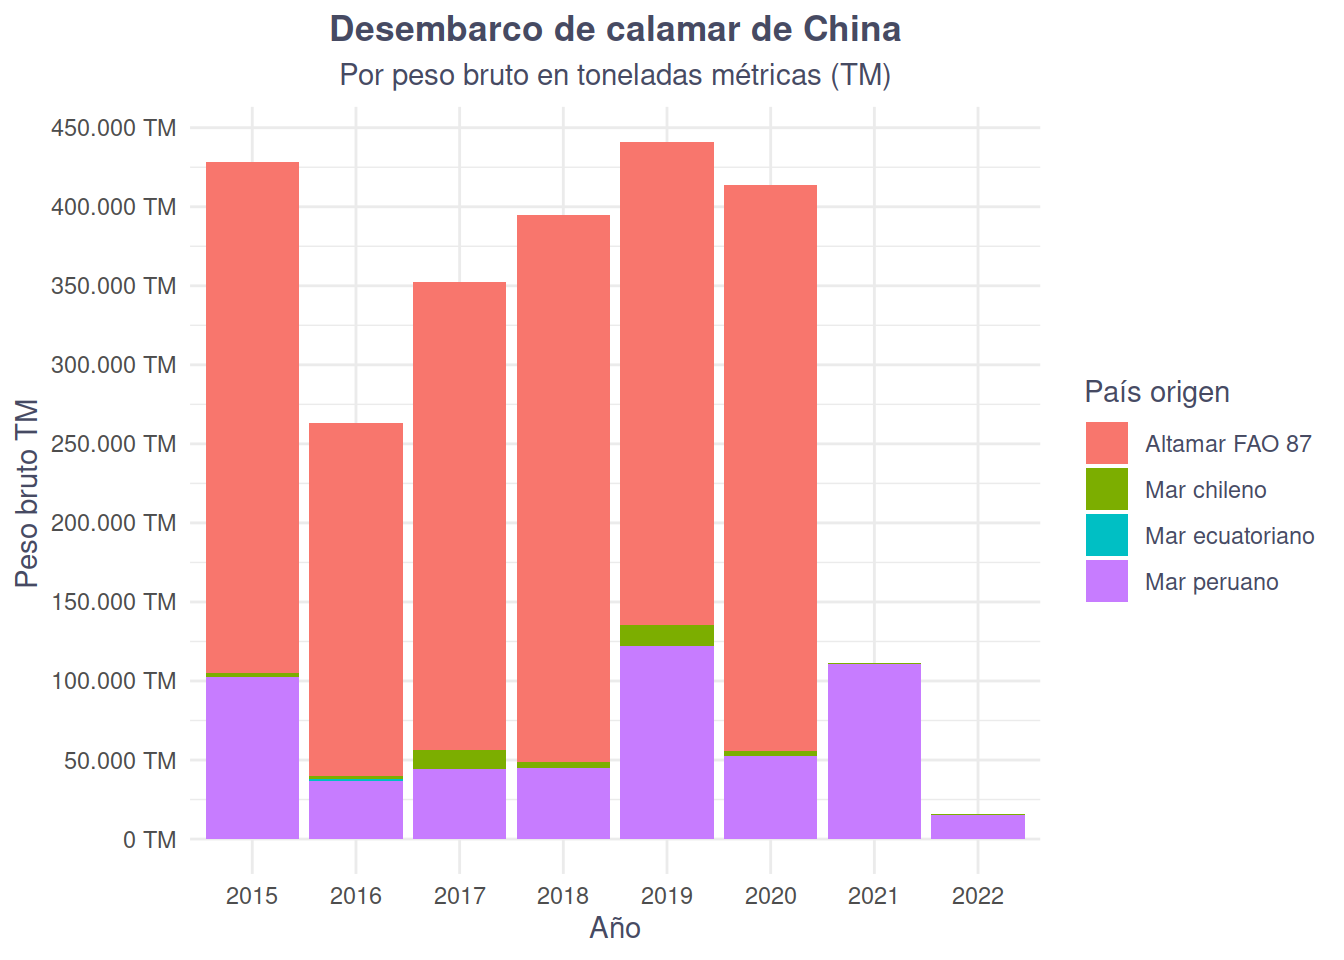 Desembarco de calamar de China
Por peso bruto en toneladas métricas (TM)
Peso bruto TM
450.000 TM
400.000 TM
350.000 TM
300.000 TM
250.000 TM
200.000 TM
150.000 TM
100.000 TM
50.000 TM
0 TM
2015 2016 2017 2018 2019 2020 2021 2022
Año
País origen
Altamar FAO 87
Mar chileno
Mar ecuatoriano
Mar peruano